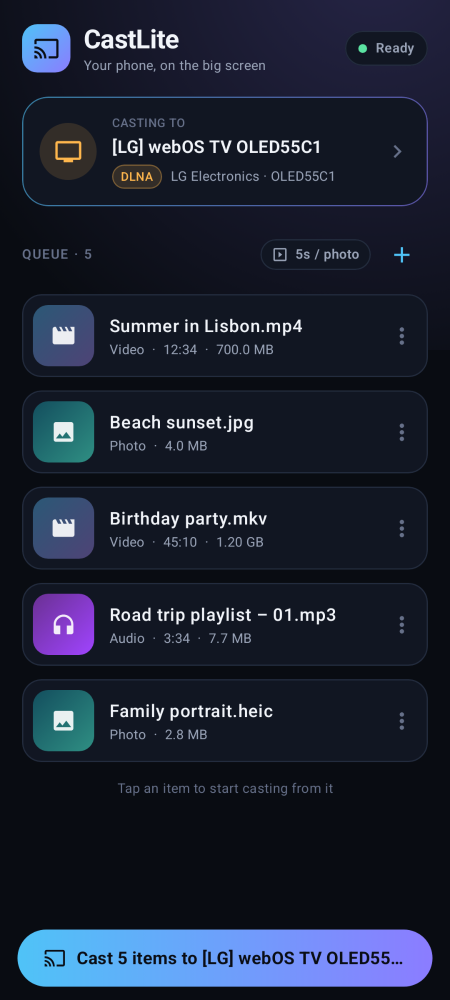 CastLite
Your phone, on the big screen
Ready
CASTING TO
[LG] webOS TV OLED55C1
DLNA LG Electronics · OLED55C1
QUEUE · 5
5s / photo
Summer in Lisbon.mp4
Video · 12:34 · 700.0 MB
Beach sunset.jpg
Photo · 4.0 MB
Birthday party.mkv
Video · 45:10 · 1.20 GB
Road trip playlist – 01.mp3
Audio · 3:34 · 7.7 MB
Family portrait.heic
Photo · 2.8 MB
Tap an item to start casting from it
Cast 5 items to [LG] webOS TV OLED55...